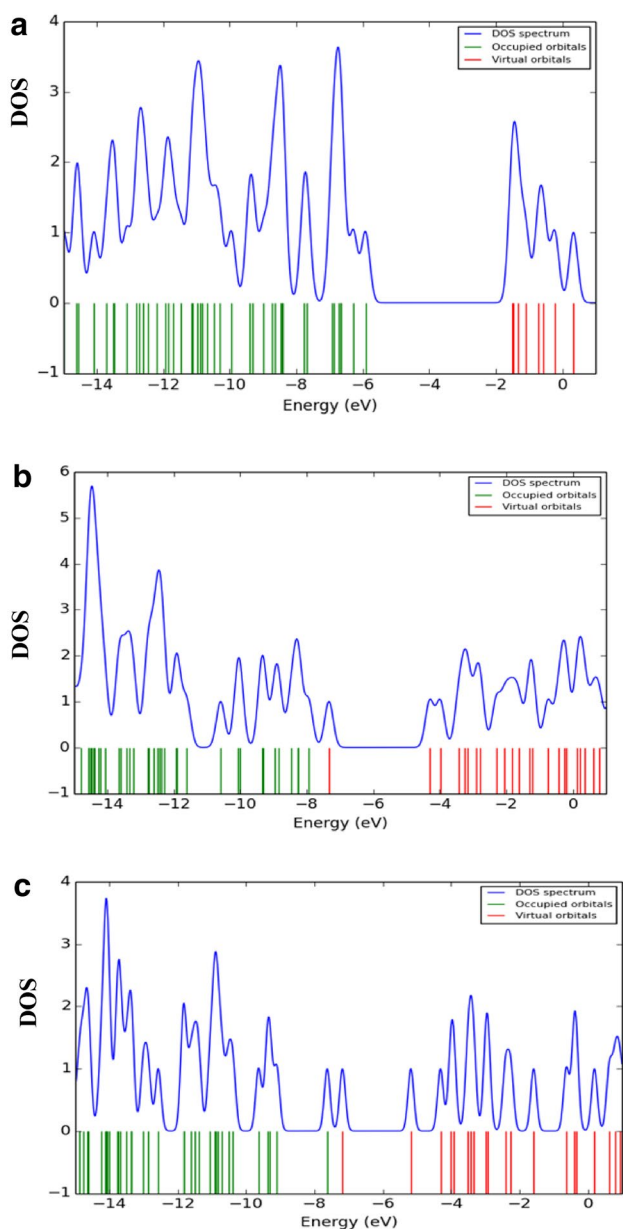 a
4
3
2
1
0
−1
DOS
DOS spectrum
Occupied orbitals
Virtual orbitals
−14 −12 −10 −8 −6 −4 −2 0
Energy (eV)
b
6
5
4
3
2
1
0
−1
DOS
DOS spectrum
Occupied orbitals
Virtual orbitals
−14 −12 −10 −8 −6 −4 −2 0
Energy (eV)
c
4
3
2
1
0
−1
DOS
DOS spectrum
Occupied orbitals
Virtual orbitals
−14 −12 −10 −8 −6 −4 −2 0
Energy (eV)